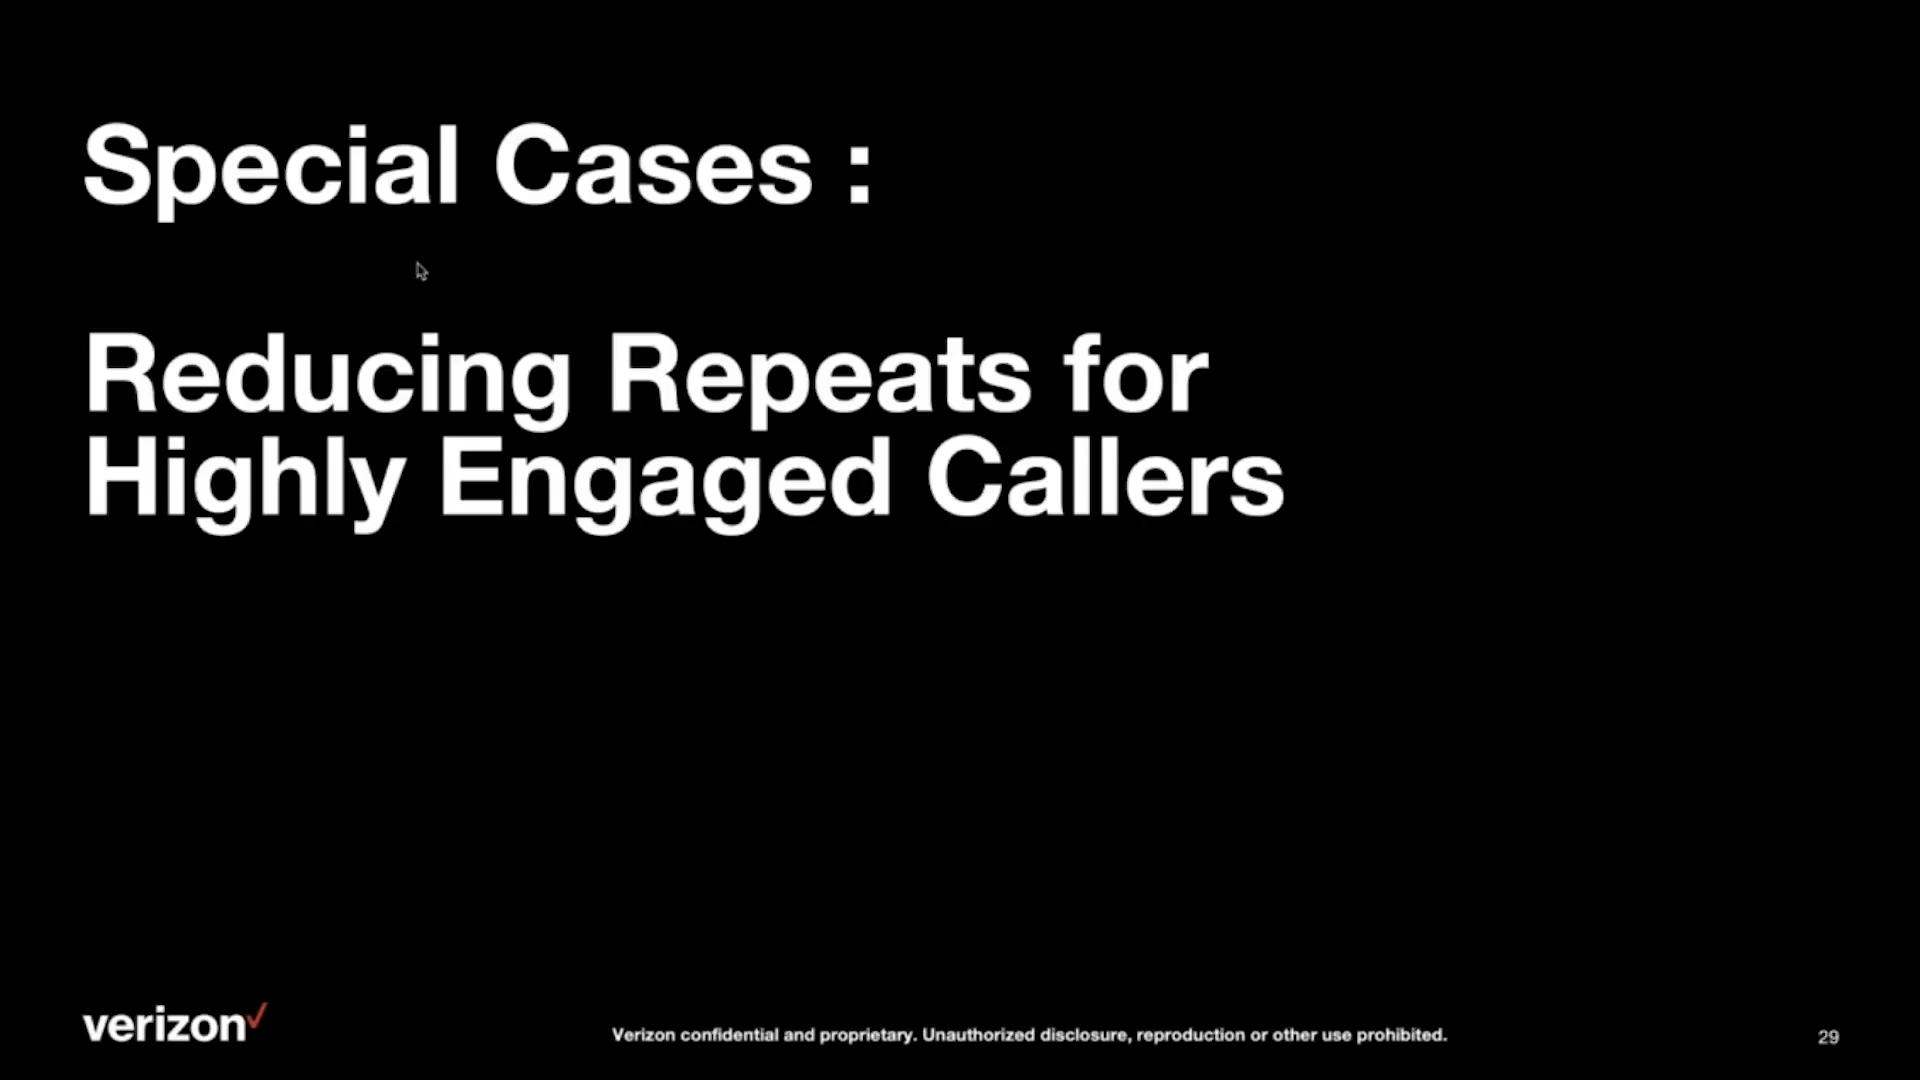 Special Cases :
Reducing Repeats for
Highly Engaged Callers
verizon
Verizon confidential and proprietary. Unauthorized disclosure, reproduction or other use prohibited.
29